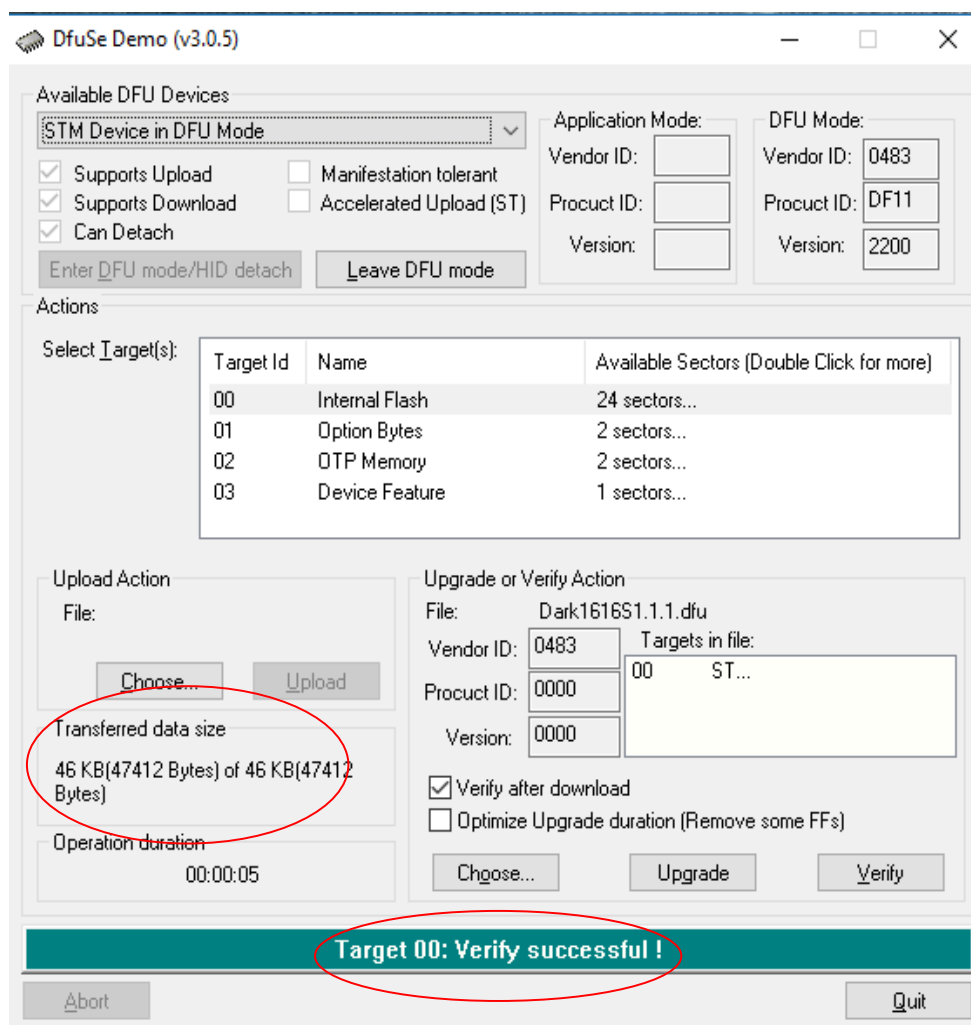 DfuSe Demo (v3.0.5)
Available DFU Devices
STM Device in DFU Mode
Supports Upload
Manifestation tolerant
Supports Download
Accelerated Upload (ST)
Can Detach
Enter DFU mode/HID detach
Leave DFU mode
Application Mode:
Vendor ID:
Procuct ID:
Version:
DFU Mode:
Vendor ID: 0483
Procuct ID: DF11
Version: 2200
Actions
Select Target(s):
Target Id Name Available Sectors (Double Click for more)
00 Internal Flash 24 sectors...
01 Option Bytes 2 sectors...
02 OTP Memory 2 sectors...
03 Device Feature 1 sectors...
Upload Action
File:
Choose...
Upload
Transferred data size
46 KB(47412 Bytes) of 46 KB(47412
Bytes)
Operation duration
00:00:05
Upgrade or Verify Action
File: Dark1616S1.1.1.dfu
Vendor ID: 0483
Procuct ID: 0000
Version: 0000
Targets in file:
00 ST...
Verify after download
Optimize Upgrade duration (Remove some FFs)
Choose...
Upgrade
Verify
Target 00: Verify successful !
Abort
Quit